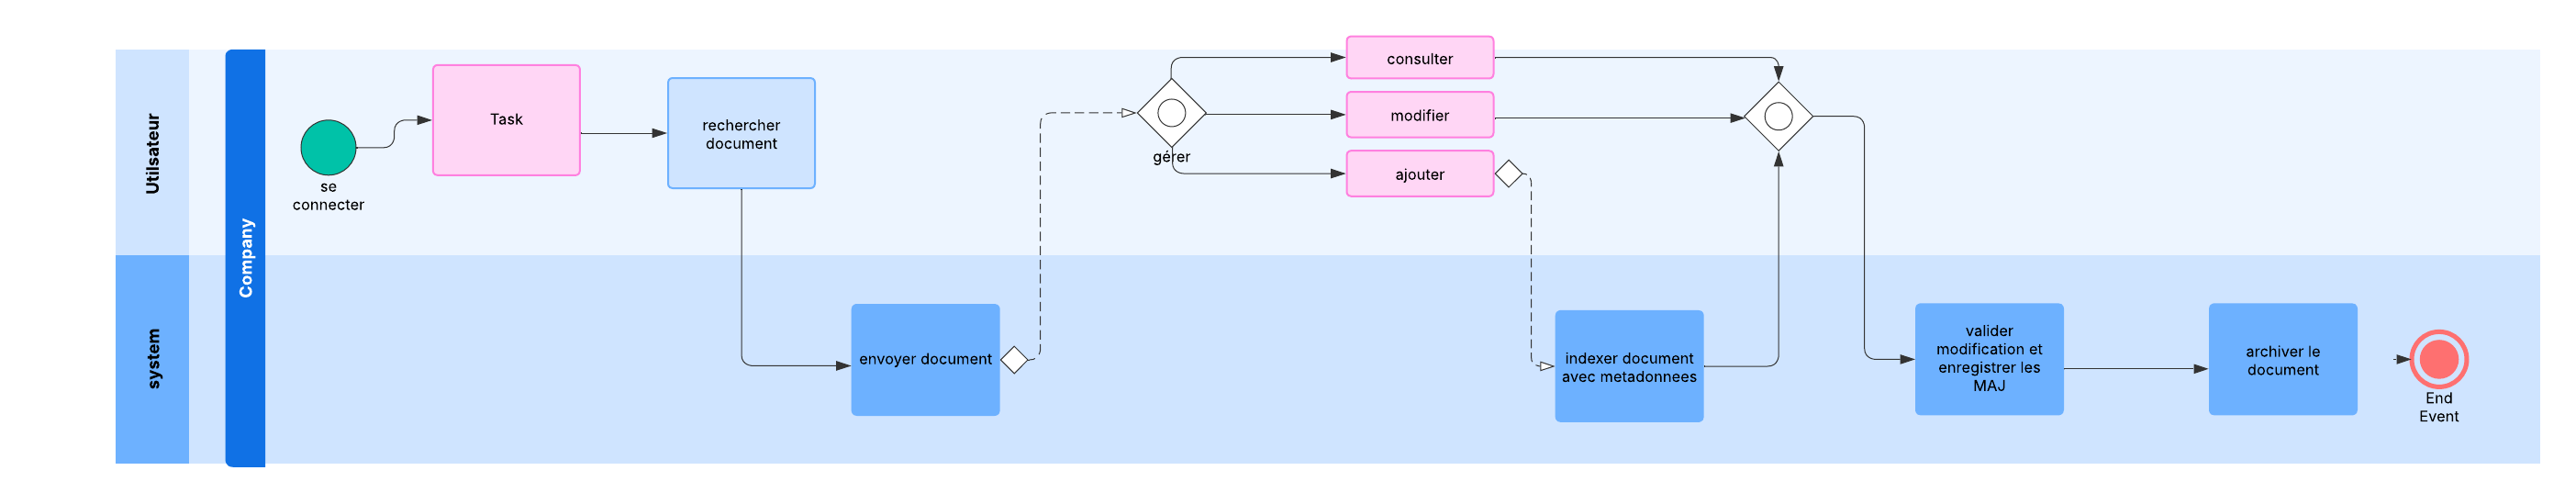 Utilsateur
system
Company
se
connecter
Task
rechercher
document
envoyer document
gérer
consulter
modifier
ajouter
indexer document
avec metadonnees
valider
modification et
enregistrer les
MAJ
archiver le
document
End
Event